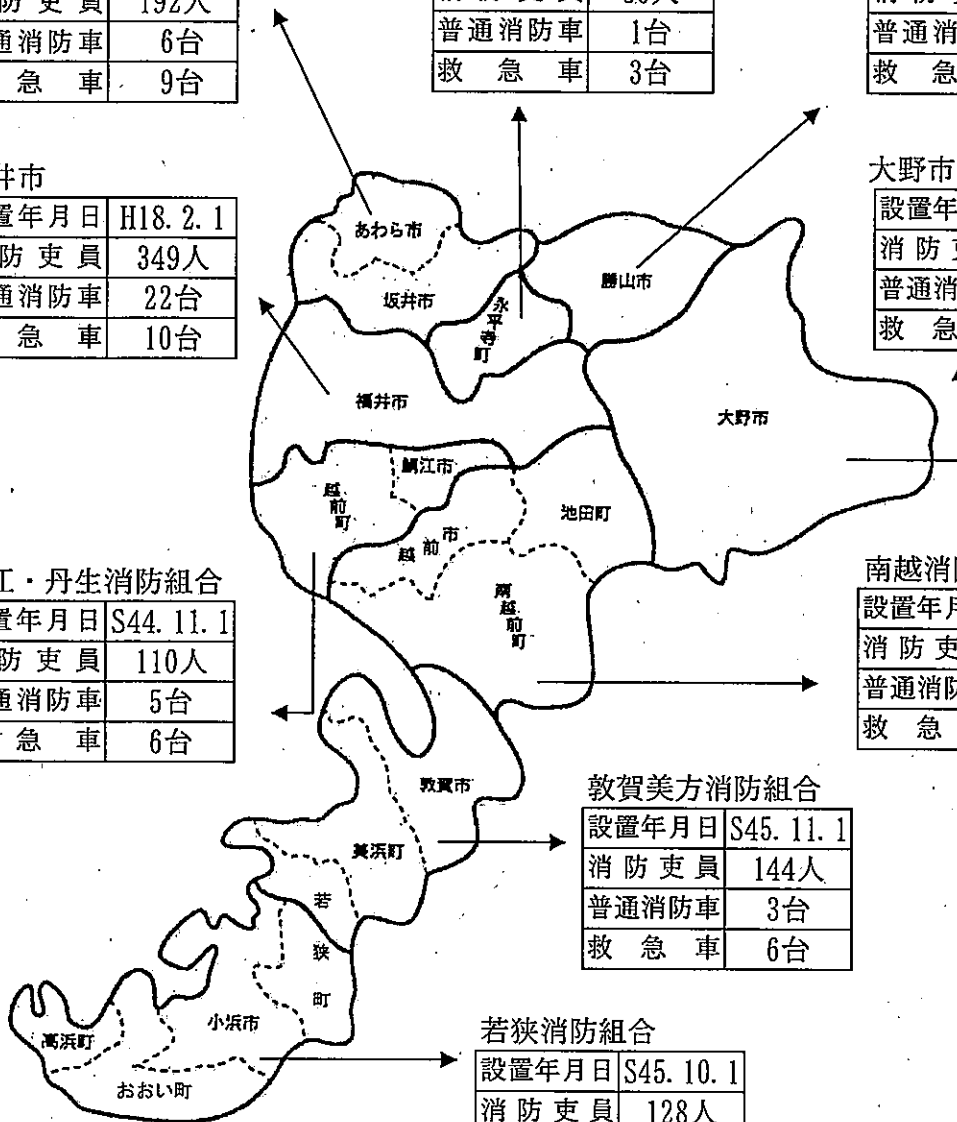 防吏員 192人
通消防車 6台
急車 9台
普通消防車 1台
救急車 3台
普通消
救急
井市
置年月日 H18.2.1
防吏員 349人
通消防車 22台
急車 10台
大野市
設置年
消防吏
普通消
救急
あわら市
坂井市
永平寺町
勝山市
福井市
大野市
鯖江市
越前町
越前市
池田町
南越前町
江・丹生消防組合
置年月日 S44.11.1
防吏員 110人
通消防車 5台
急車 6台
南越消
設置年月
消防吏
普通消防
救急
敦賀市
美浜町
若狭町
敦賀美方消防組合
設置年月日 S45.11.1
消防吏員 144人
普通消防車 3台
救急車 6台
小浜市
高浜町
おおい町
若狭消防組合
設置年月日 S45.10.1
消防吏員 128人